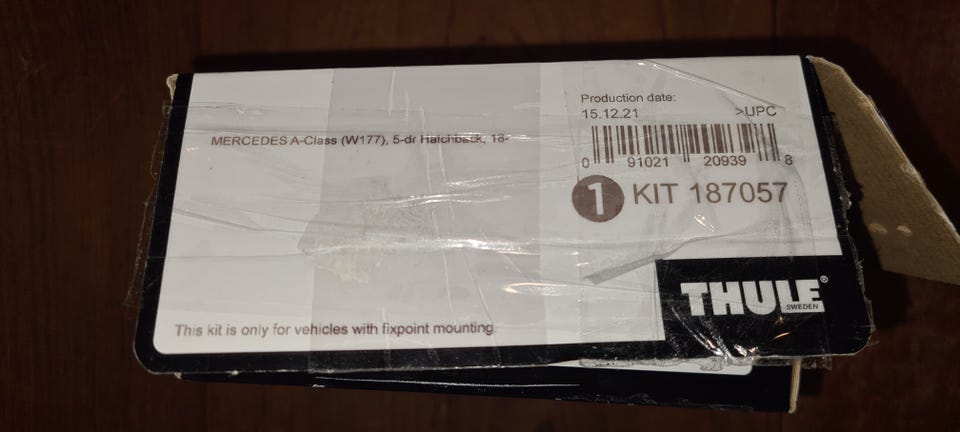 Production date:
15.12.21 >UPC
MERCEDES A-Class (W177), 5-dr Hatchback, 18-
0 91021 20939 8
1 KIT 187057
THULE®
SWEDEN
This kit is only for vehicles with fixpoint mounting.